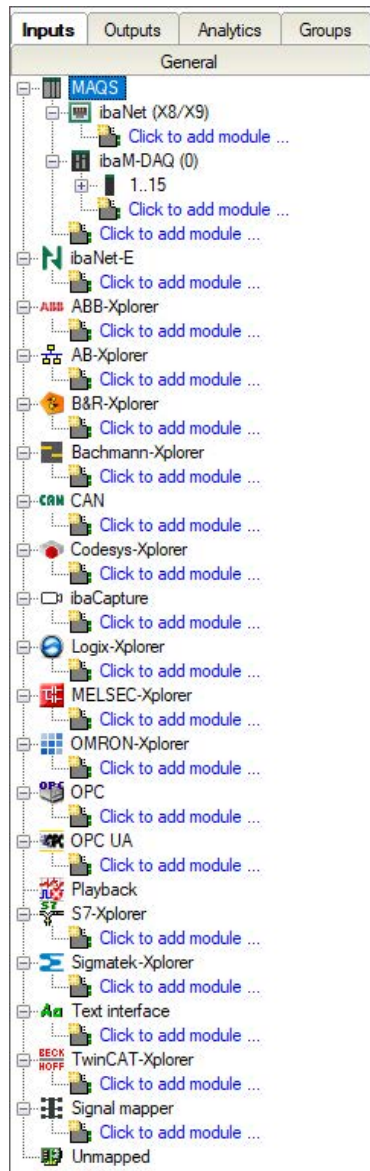 Inputs Outputs Analytics Groups
General
MAQS
ibaNet (X8/X9)
Click to add module ...
ibaM-DAQ (0)
1..15
Click to add module ...
Click to add module ...
ibaNet-E
Click to add module ...
ABB ABB-Xplorer
Click to add module ...
AB-Xplorer
Click to add module ...
B&R-Xplorer
Click to add module ...
Bachmann-Xplorer
Click to add module ...
CAN CAN
Click to add module ...
Codesys-Xplorer
Click to add module ...
ibaCapture
Click to add module ...
Logix-Xplorer
Click to add module ...
MELSEC-Xplorer
Click to add module ...
OMRON-Xplorer
Click to add module ...
OPC OPC
Click to add module ...
OPC UA
Click to add module ...
Playback
S7 S7-Xplorer
Click to add module ...
Sigmatek-Xplorer
Click to add module ...
Aa Text interface
Click to add module ...
BECK HOFF TwinCAT-Xplorer
Click to add module ...
Signal mapper
Click to add module ...
Unmapped